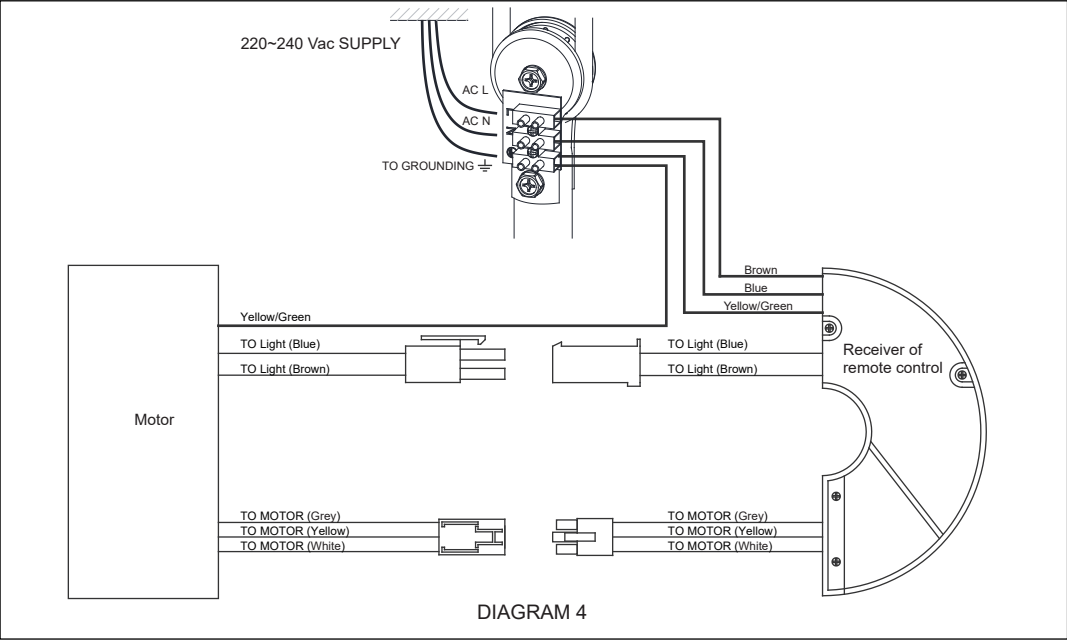 220~240 Vac SUPPLY
AC L
AC N
TO GROUNDING
L
N
Brown
Blue
Yellow/Green
Yellow/Green
TO Light (Blue)
TO Light (Brown)
TO Light (Blue)
TO Light (Brown)
Receiver of
remote control
Motor
TO MOTOR (Grey)
TO MOTOR (Yellow)
TO MOTOR (White)
TO MOTOR (Grey)
TO MOTOR (Yellow)
TO MOTOR (White)
DIAGRAM 4